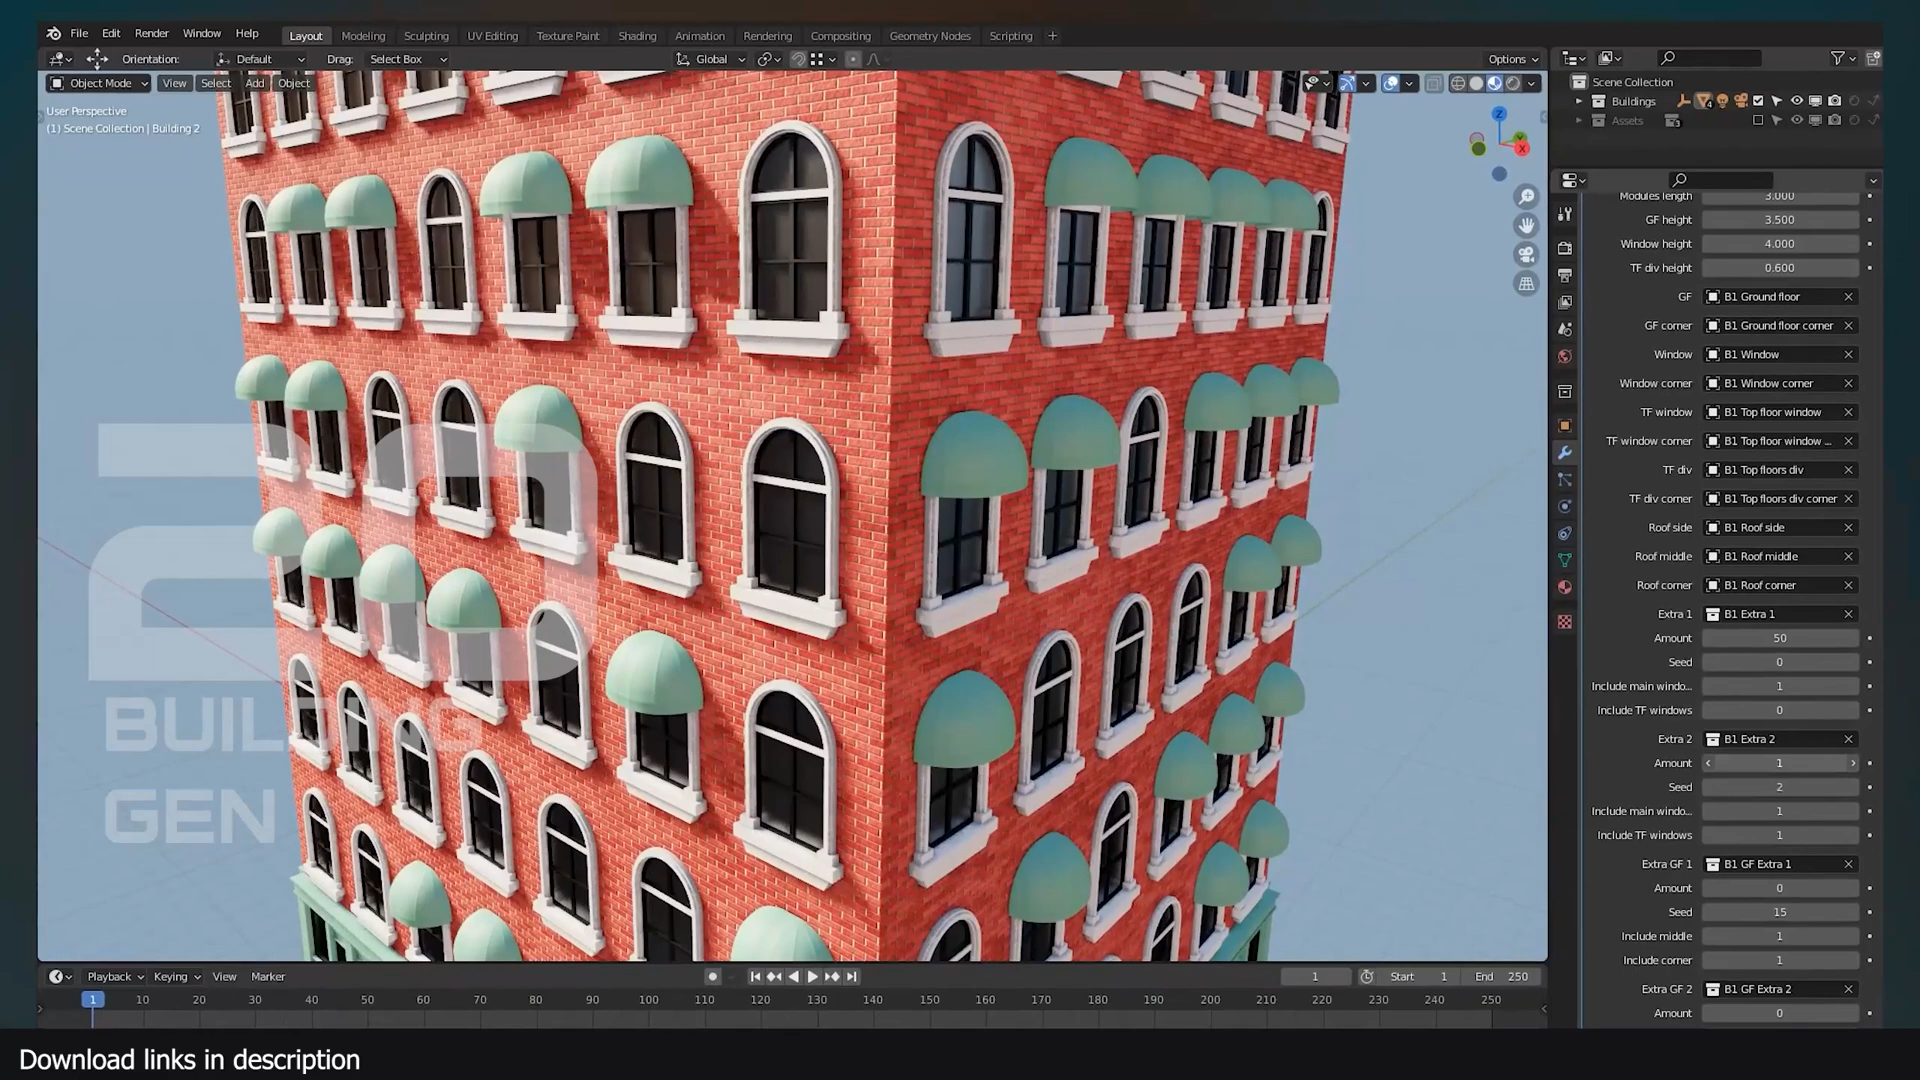 File Edit Render Window Help Layout Modeling Sculpting UV Editing Texture Paint Shading Animation Rendering Compositing Geometry Nodes Scripting +
Orientation: Default Drag: Select Box Global Options
Object Mode View Select Add Object
User Perspective
(1) Scene Collection | Building 2
Z
Y
X
20
BUILDING
GEN
Scene Collection
Buildings
Assets
Modules length 3.000
GF height 3.500
Window height 4.000
TF div height 0.600
GF B1 Ground floor
GF corner B1 Ground floor corner
Window B1 Window
Window corner B1 Window corner
TF window B1 Top floor window
TF window corner B1 Top floor window ...
TF div B1 Top floors div
TF div corner B1 Top floors div corner
Roof side B1 Roof side
Roof middle B1 Roof middle
Roof corner B1 Roof corner
Extra 1 B1 Extra 1
Amount 50
Seed 0
Include main windo... 1
Include TF windows 0
Extra 2 B1 Extra 2
Amount 1
Seed 2
Include main windo... 1
Include TF windows 1
Extra GF 1 B1 GF Extra 1
Amount 0
Seed 15
Include middle 1
Include corner 1
Extra GF 2 B1 GF Extra 2
Amount 0
Playback Keying View Marker 1 Start 1 End 250
1 10 20 30 40 50 60 70 80 90 100 110 120 130 140 150 160 170 180 190 200 210 220 230 240 250
Download links in description